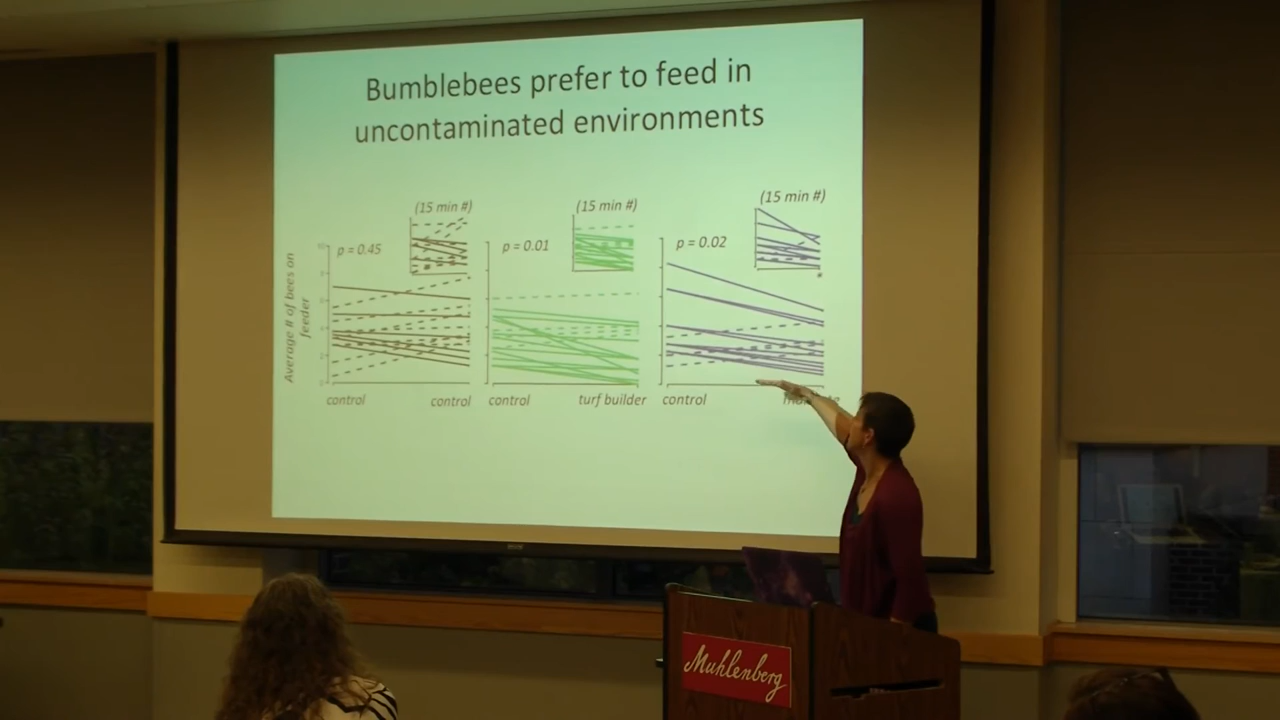 Bumblebees prefer to feed in
uncontaminated environments
(15 min #)
(15 min #)
(15 min #)
p = 0.45
p = 0.01
p = 0.02
Average # of bees on
feeder
control
control
control
turf builder
control
Muhlenberg